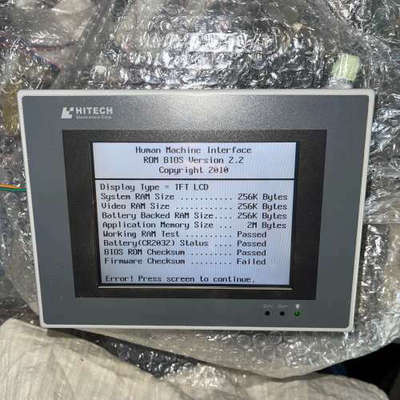 HITECH
Electronics Corp.
Human Machine Interface
ROM BIOS Version 2.2
Copyright 2010
Display Type = TFT LCD
System RAM Size ........... 256K Bytes
Video RAM Size ............ 256K Bytes
Battery Backed RAM Size.... 256K Bytes
Application Memory Size ... 2M Bytes
Working RAM Test .......... Passed
Battery(CR2032) Status .... Passed
BIOS ROM Checksum ......... Passed
Firmware Checksum ......... Failed
Error! Press screen to continue.